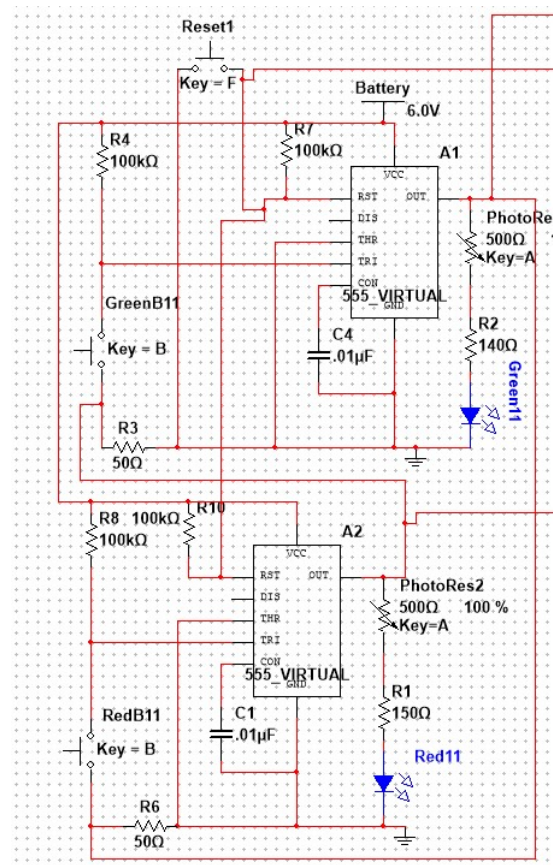 Reset1
Key = F
Battery
6.0V
R4
100kΩ
R7
100kΩ
A1
VCC
RST
OUT
DIS
THR
TRI
CON
555_VIRTUAL
GND
PhotoRe
500Ω
Key=A
GreenB11
Key = B
C4
.01µF
R2
140Ω
Green11
R3
50Ω
R8
100kΩ
100kΩ
R10
A2
VCC
RST
OUT
DIS
THR
TRI
CON
555_VIRTUAL
GND
PhotoRes2
500Ω 100 %
Key=A
RedB11
Key = B
C1
.01µF
R1
150Ω
Red11
R6
50Ω